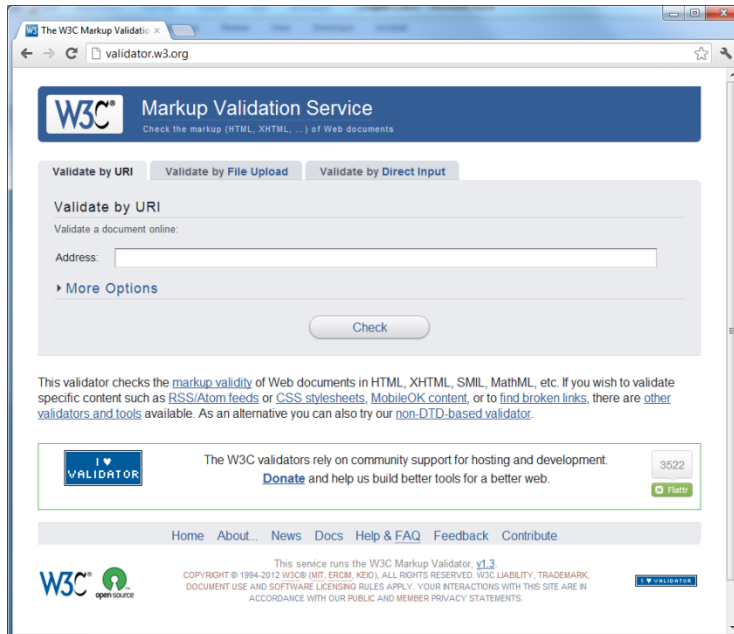 The W3C Markup Validatio
validator.w3.org
W3C®
Markup Validation Service
Check the markup (HTML, XHTML, ...) of Web documents
Validate by URI
Validate by File Upload
Validate by Direct Input
Validate by URI
Validate a document online:
Address:
More Options
Check
This validator checks the markup validity of Web documents in HTML, XHTML, SMIL, MathML, etc. If you wish to validate
specific content such as RSS/Atom feeds or CSS stylesheets, MobileOK content, or to find broken links, there are other
validators and tools available. As an alternative you can also try our non-DTD-based validator.
I ♥
VALIDATOR
The W3C validators rely on community support for hosting and development.
Donate and help us build better tools for a better web.
3522
Flattr
Home About... News Docs Help & FAQ Feedback Contribute
W3C®
open source
This service runs the W3C Markup Validator, v1.3.
COPYRIGHT © 1994-2012 W3C® (MIT, ERCIM, KEIO), ALL RIGHTS RESERVED. W3C LIABILITY, TRADEMARK,
DOCUMENT USE AND SOFTWARE LICENSING RULES APPLY. YOUR INTERACTIONS WITH THIS SITE ARE IN
ACCORDANCE WITH OUR PUBLIC AND MEMBER PRIVACY STATEMENTS.
I ♥ VALIDATOR